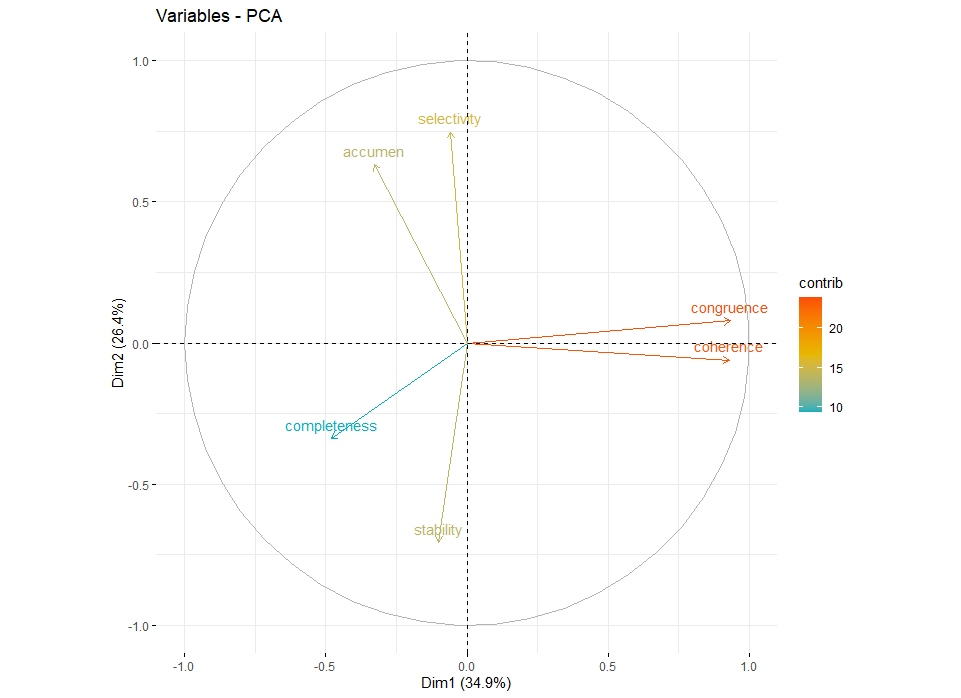 Variables - PCA
1.0
selectivity
accumen
0.5
contrib
congruence
20
Dim2 (26.4%)
0.0
coherence
15
10
completeness
-0.5
stability
-1.0
-1.0
-0.5
0.0
0.5
1.0
Dim1 (34.9%)